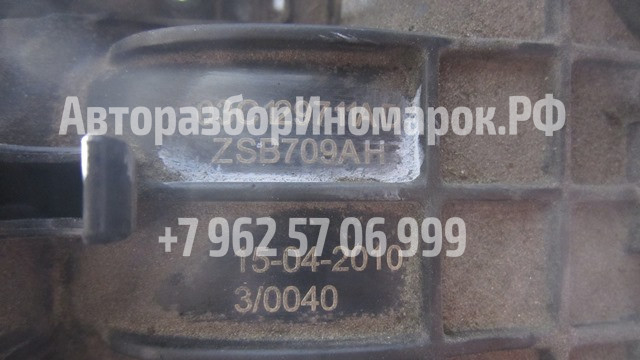 АвторазборИномарок.РФ
ZSB709AH
+7 962 57 06 999
15-04-2010
3/0040